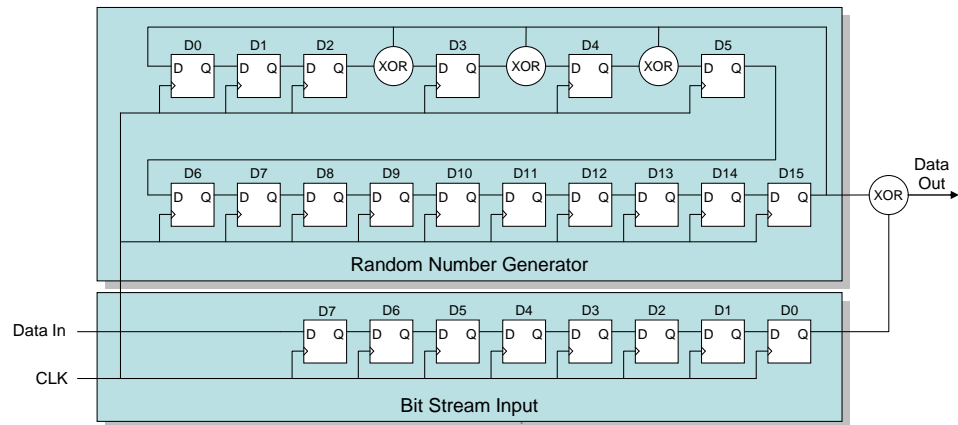 D0 D1 D2 D3 D4 D5
D Q D Q D Q XOR D Q XOR D Q XOR D Q
D6 D7 D8 D9 D10 D11 D12 D13 D14 D15
D Q D Q D Q D Q D Q D Q D Q D Q D Q D Q
XOR
Data
Out
Random Number Generator
D7 D6 D5 D4 D3 D2 D1 D0
Data In
D Q D Q D Q D Q D Q D Q D Q D Q
CLK
Bit Stream Input